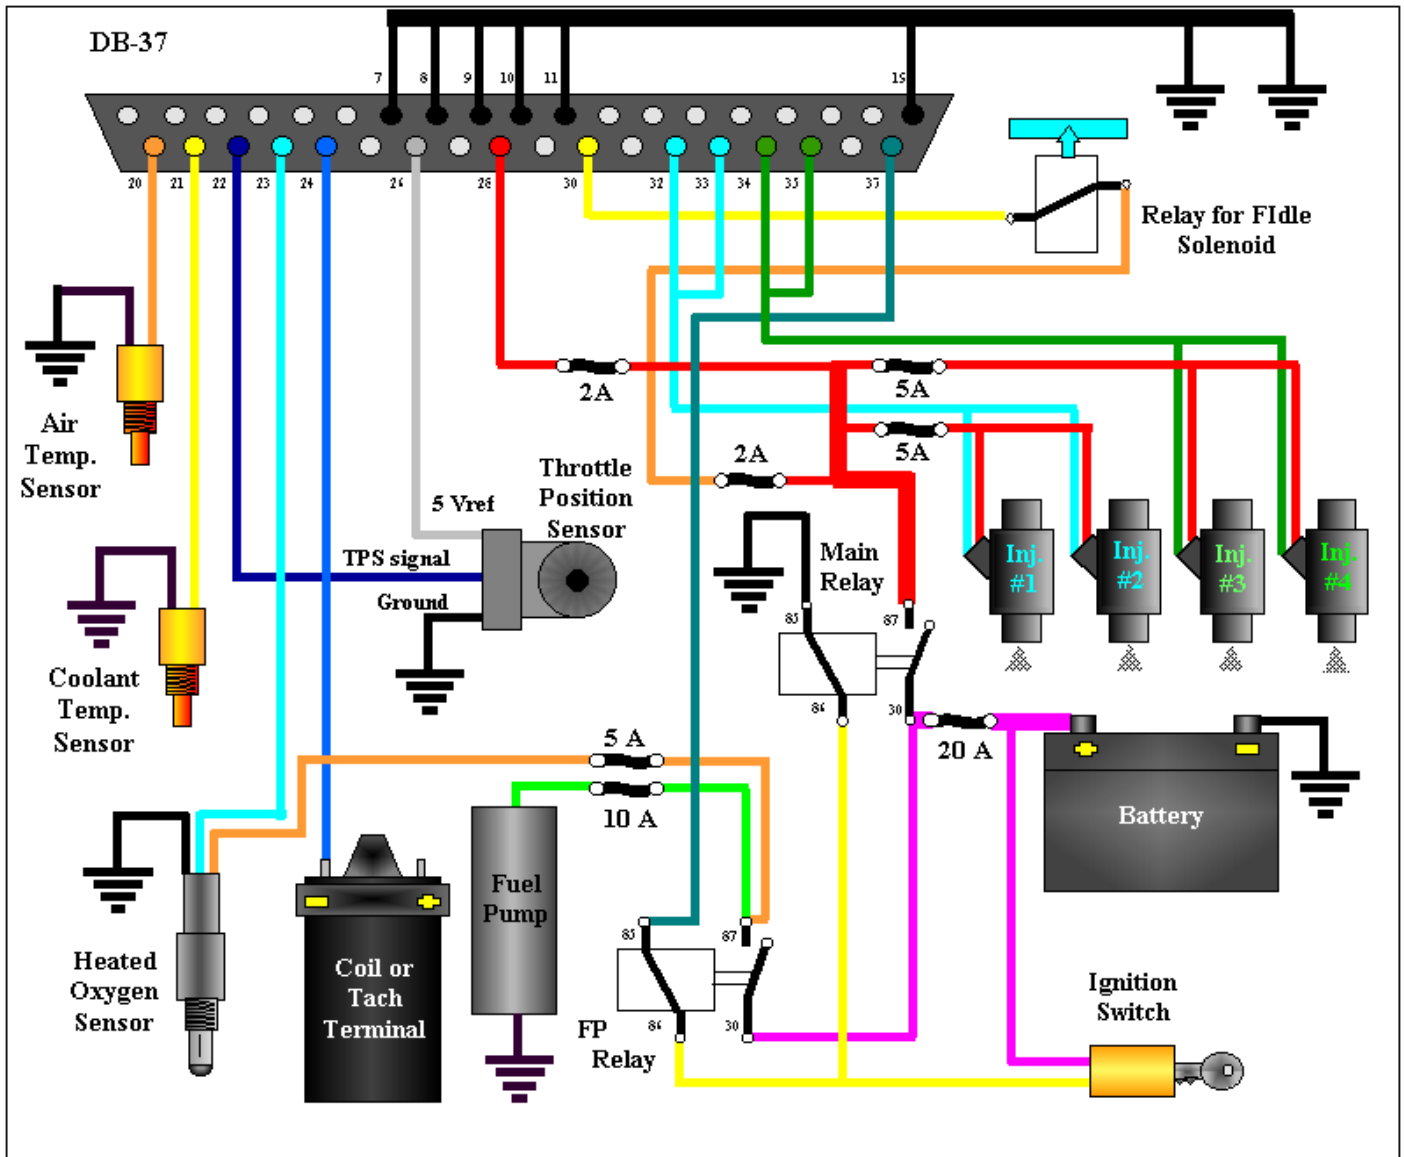 DB-37
7
8
9
10
11
19
20
21
22
23
24
26
28
30
32
33
34
35
37
Relay for FIdle
Solenoid
Air
Temp.
Sensor
2A
5A
5A
2A
Throttle
Position
Sensor
5 Vref
TPS signal
Ground
Main
Relay
85
87
86
30
Inj.
#1
Inj.
#2
Inj.
#3
Inj.
#4
Coolant
Temp.
Sensor
20 A
Battery
5 A
10 A
Fuel
Pump
85
87
86
30
FP
Relay
Heated
Oxygen
Sensor
Coil or
Tach
Terminal
Ignition
Switch